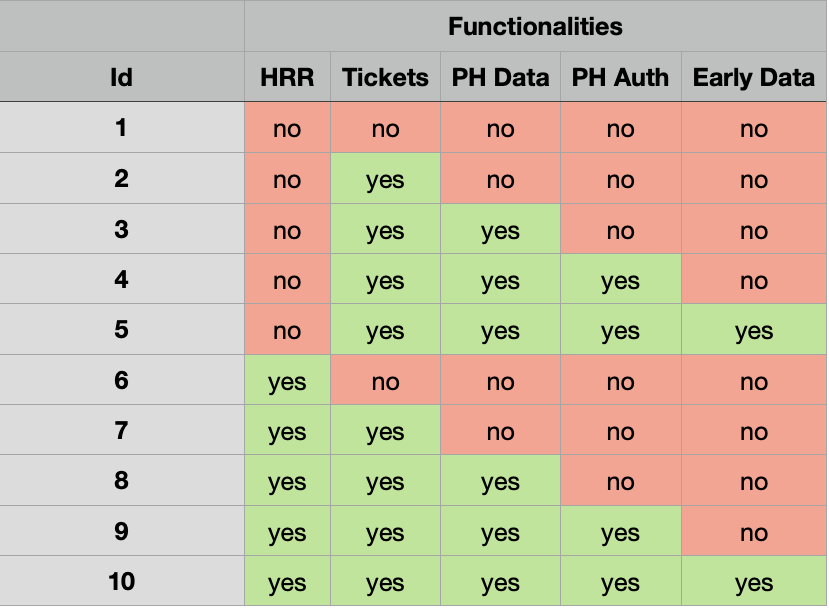 Functionalities
Id HRR Tickets PH Data PH Auth Early Data
1 no no no no no
2 no yes no no no
3 no yes yes no no
4 no yes yes yes no
5 no yes yes yes yes
6 yes no no no no
7 yes yes no no no
8 yes yes yes no no
9 yes yes yes yes no
10 yes yes yes yes yes